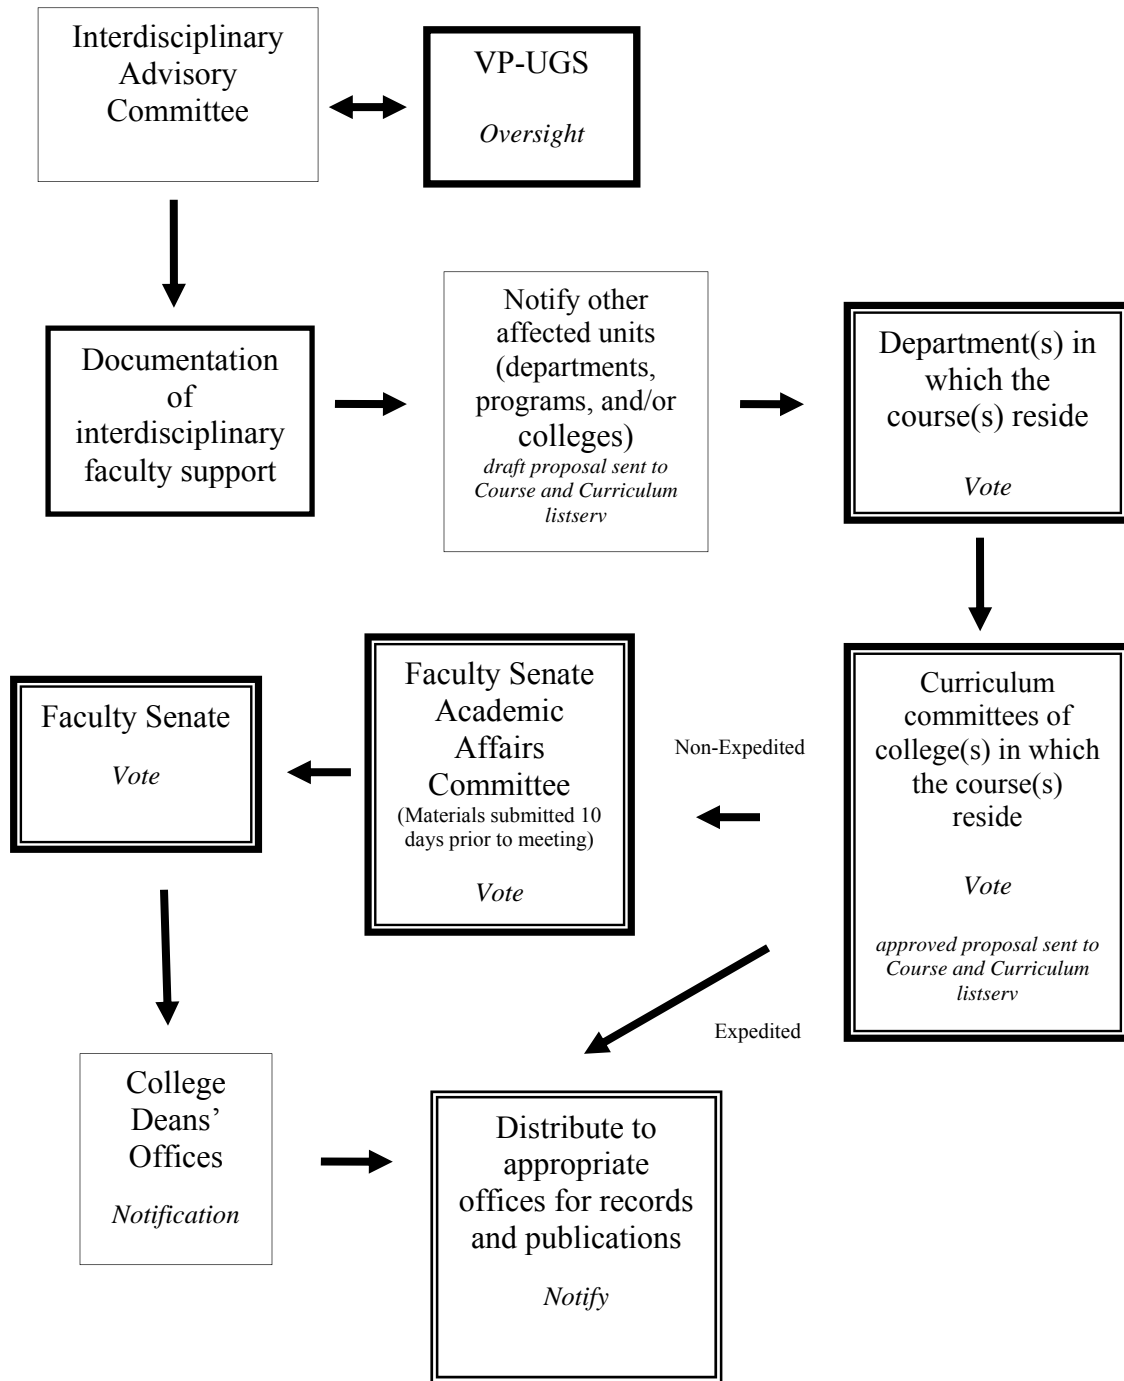 Interdisciplinary
Advisory
Committee
VP-UGS
Oversight
Documentation
of
interdisciplinary
faculty support
Notify other
affected units
(departments,
programs, and/or
colleges)
draft proposal sent to
Course and Curriculum
listserv
Department(s) in
which the
course(s) reside
Vote
Curriculum
committees of
college(s) in which
the course(s)
reside
Vote
approved proposal sent to
Course and Curriculum
listserv
Non-Expedited
Faculty Senate
Academic
Affairs
Committee
(Materials submitted 10
days prior to meeting)
Vote
Faculty Senate
Vote
Expedited
College
Deans’
Offices
Notification
Distribute to
appropriate
offices for records
and publications
Notify